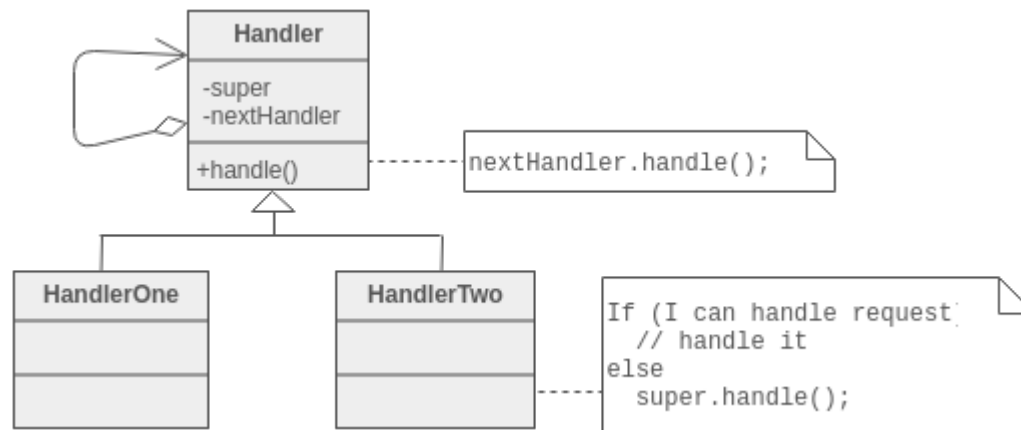 Handler
-super
-nextHandler
+handle()
nextHandler.handle();
HandlerOne
HandlerTwo
If (I can handle request)
// handle it
else
super.handle();